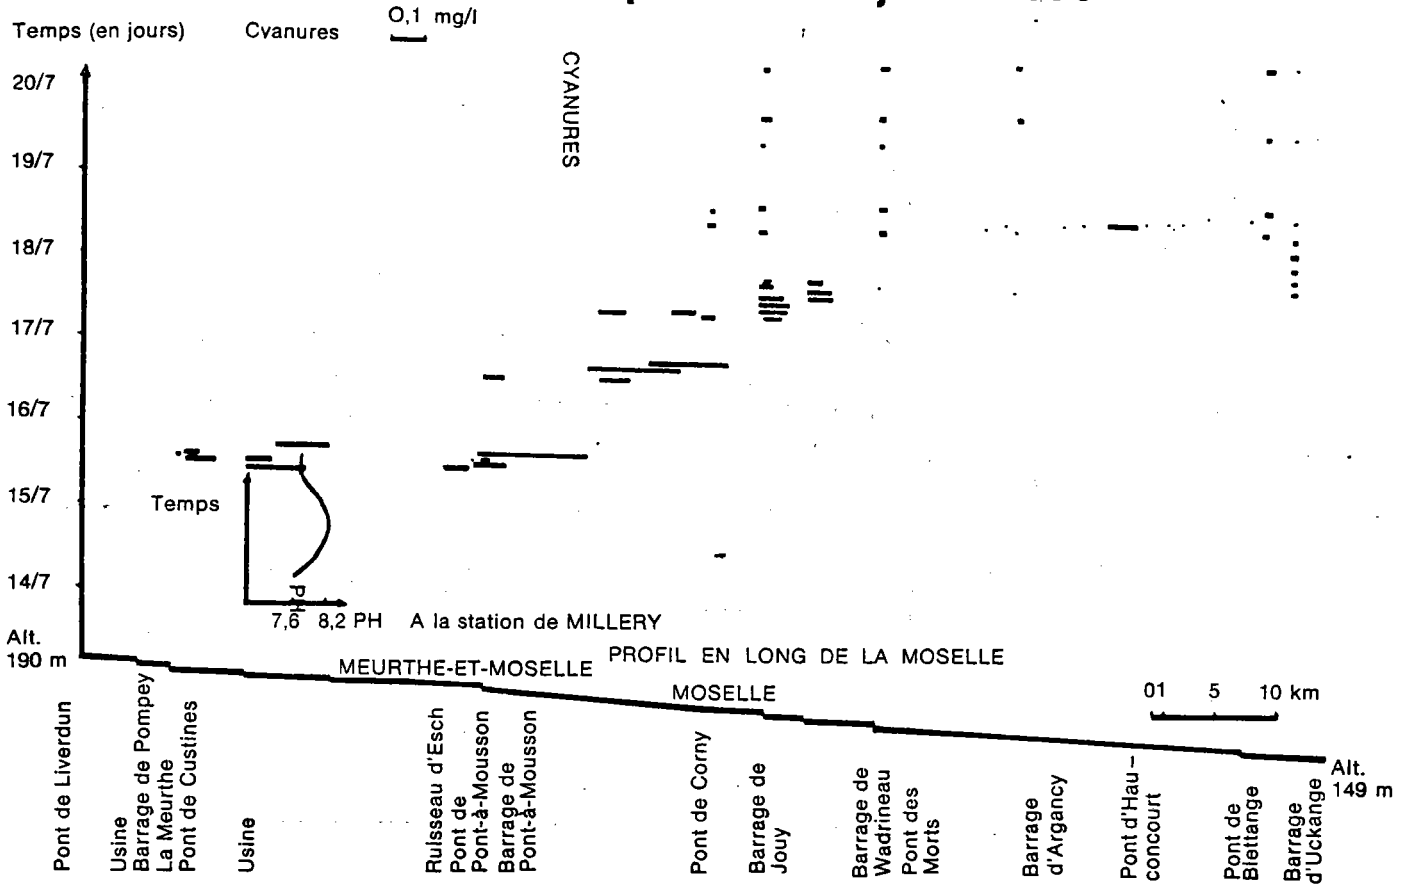 Temps (en jours)
Cyanures
0,1 mg/l
CYANURES
20/7
19/7
18/7
17/7
16/7
15/7
14/7
Temps
PH
7,6
8,2 PH
A la station de MILLERY
Alt.
190 m
MEURTHE-ET-MOSELLE
PROFIL EN LONG DE LA MOSELLE
MOSELLE
01
5
10 km
Alt.
149 m
Pont de Liverdun
Usine
Barrage de Pompey
La Meurthe
Pont de Custines
Usine
Ruisseau d'Esch
Pont de
Pont-à-Mousson
Barrage de
Pont-à-Mousson
Pont de Corny
Barrage de
Jouy
Barrage de
Wadrineau
Pont des
Morts
Barrage
d'Argancy
Pont d'Hau-
concourt
Pont de
Blettange
Barrage
d'Uckange